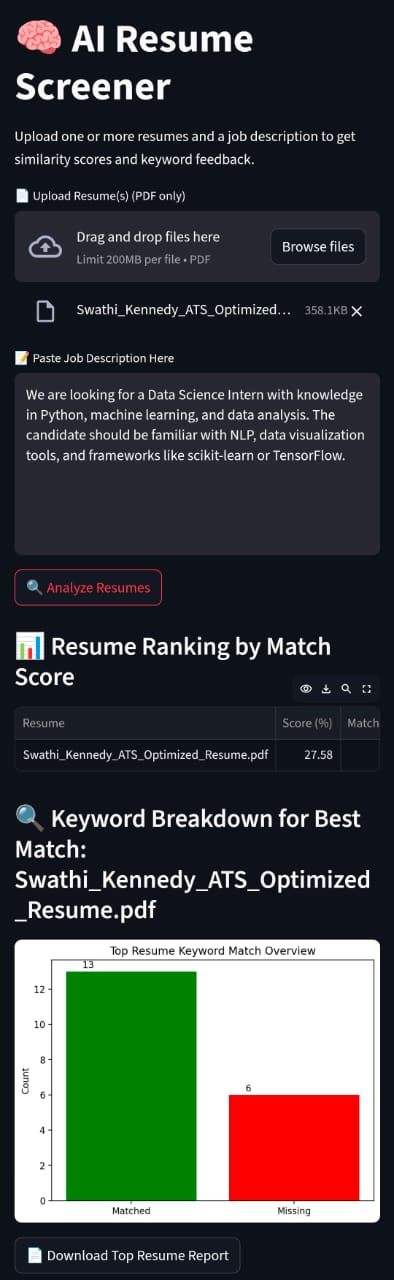 🧠 AI Resume
Screener
Upload one or more resumes and a job description to get
similarity scores and keyword feedback.
📄 Upload Resume(s) (PDF only)
Drag and drop files here
Limit 200MB per file • PDF
Browse files
Swathi_Kennedy_ATS_Optimized... 358.1KB
📝 Paste Job Description Here
We are looking for a Data Science Intern with knowledge
in Python, machine learning, and data analysis. The
candidate should be familiar with NLP, data visualization
tools, and frameworks like scikit-learn or TensorFlow.
🔍 Analyze Resumes
📊 Resume Ranking by Match
Score
Resume Score (%) Match
Swathi_Kennedy_ATS_Optimized_Resume.pdf 27.58
🔍 Keyword Breakdown for Best
Match:
Swathi_Kennedy_ATS_Optimized
_Resume.pdf
Top Resume Keyword Match Overview
13
12
10
8
6
6
4
2
0
Count
Matched Missing
📄 Download Top Resume Report